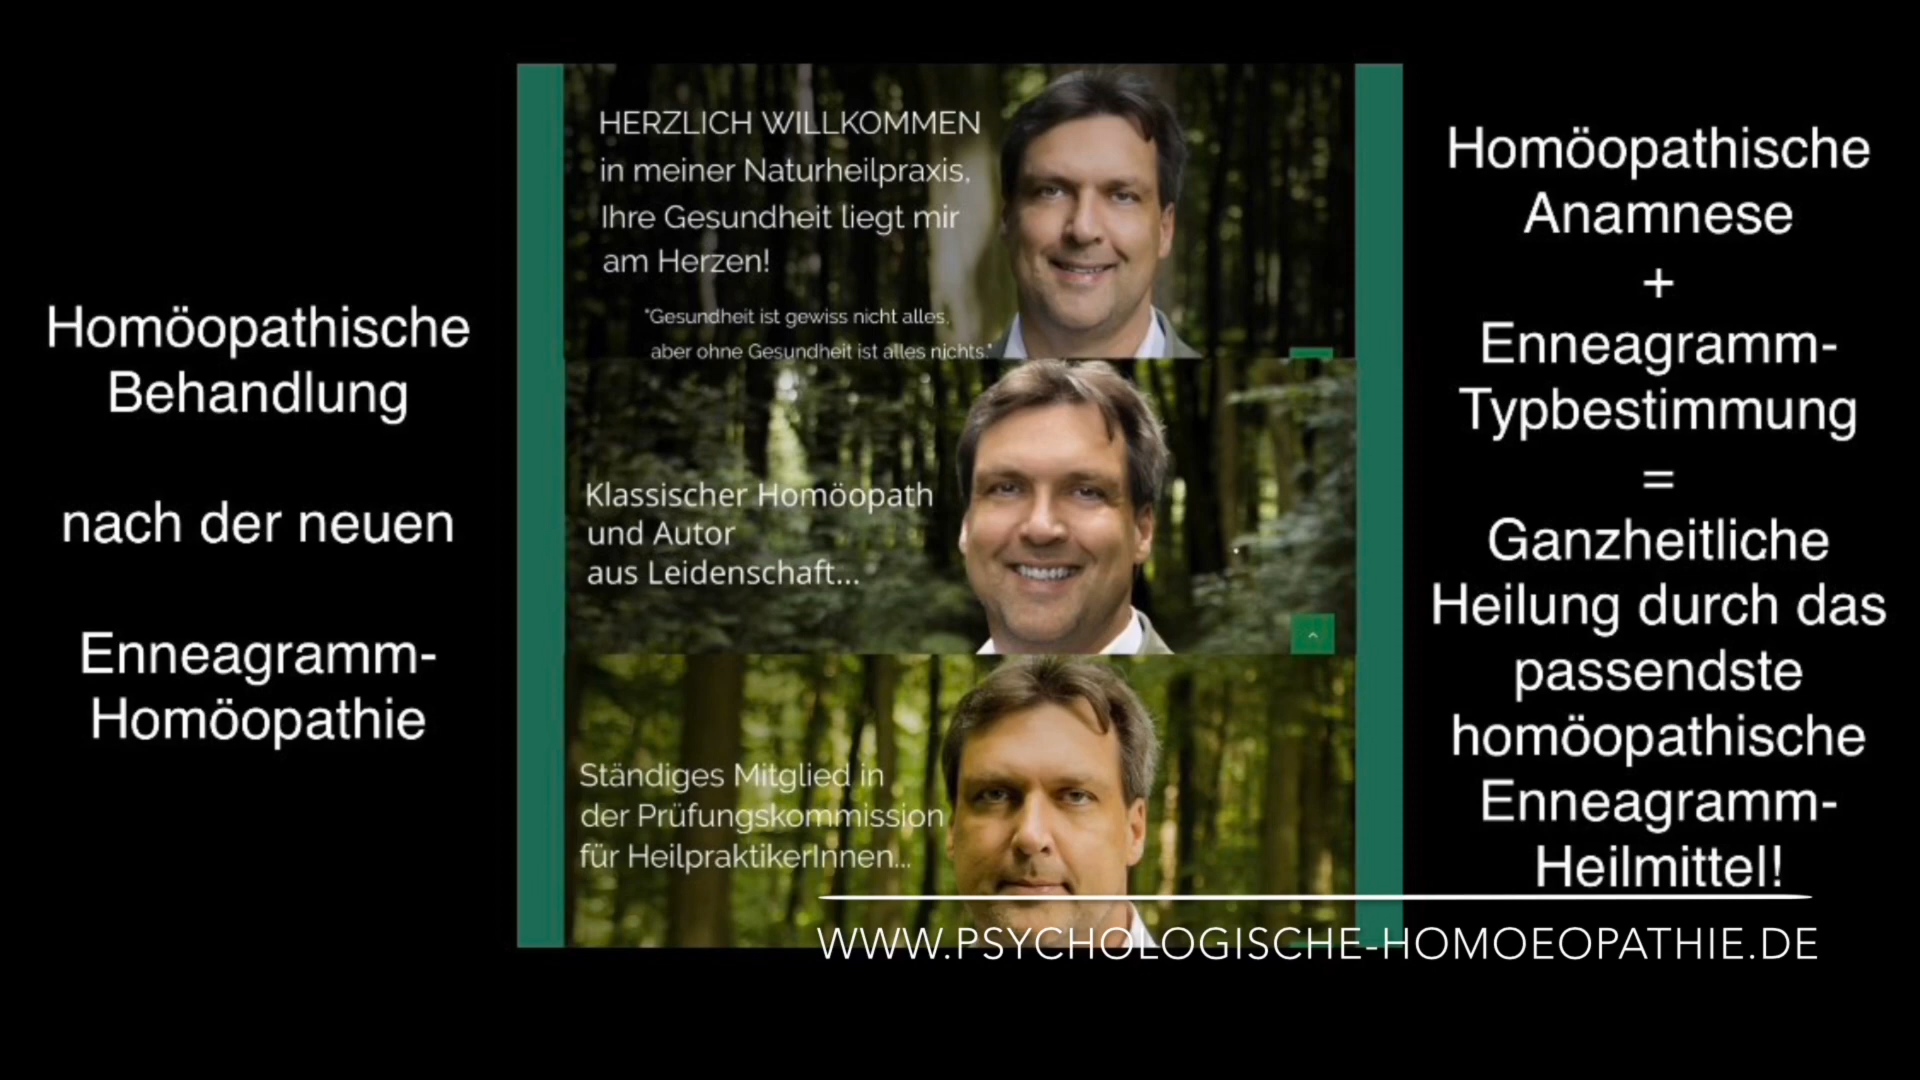 Homöopathische
Behandlung
nach der neuen
Enneagramm-
Homöopathie
HERZLICH WILLKOMMEN
in meiner Naturheilpraxis,
Ihre Gesundheit liegt mir
am Herzen!
"Gesundheit ist gewiss nicht alles,
aber ohne Gesundheit ist alles nichts."
Klassischer Homöopath
und Autor
aus Leidenschaft...
Ständiges Mitglied in
der Prüfungskommission
für HeilpraktikerInnen...
Homöopathische
Anamnese
+
Enneagramm-
Typbestimmung
=
Ganzheitliche
Heilung durch das
passendste
homöopathische
Enneagramm-
Heilmittel!
WWW.PSYCHOLOGISCHE-HOMOEOPATHIE.DE